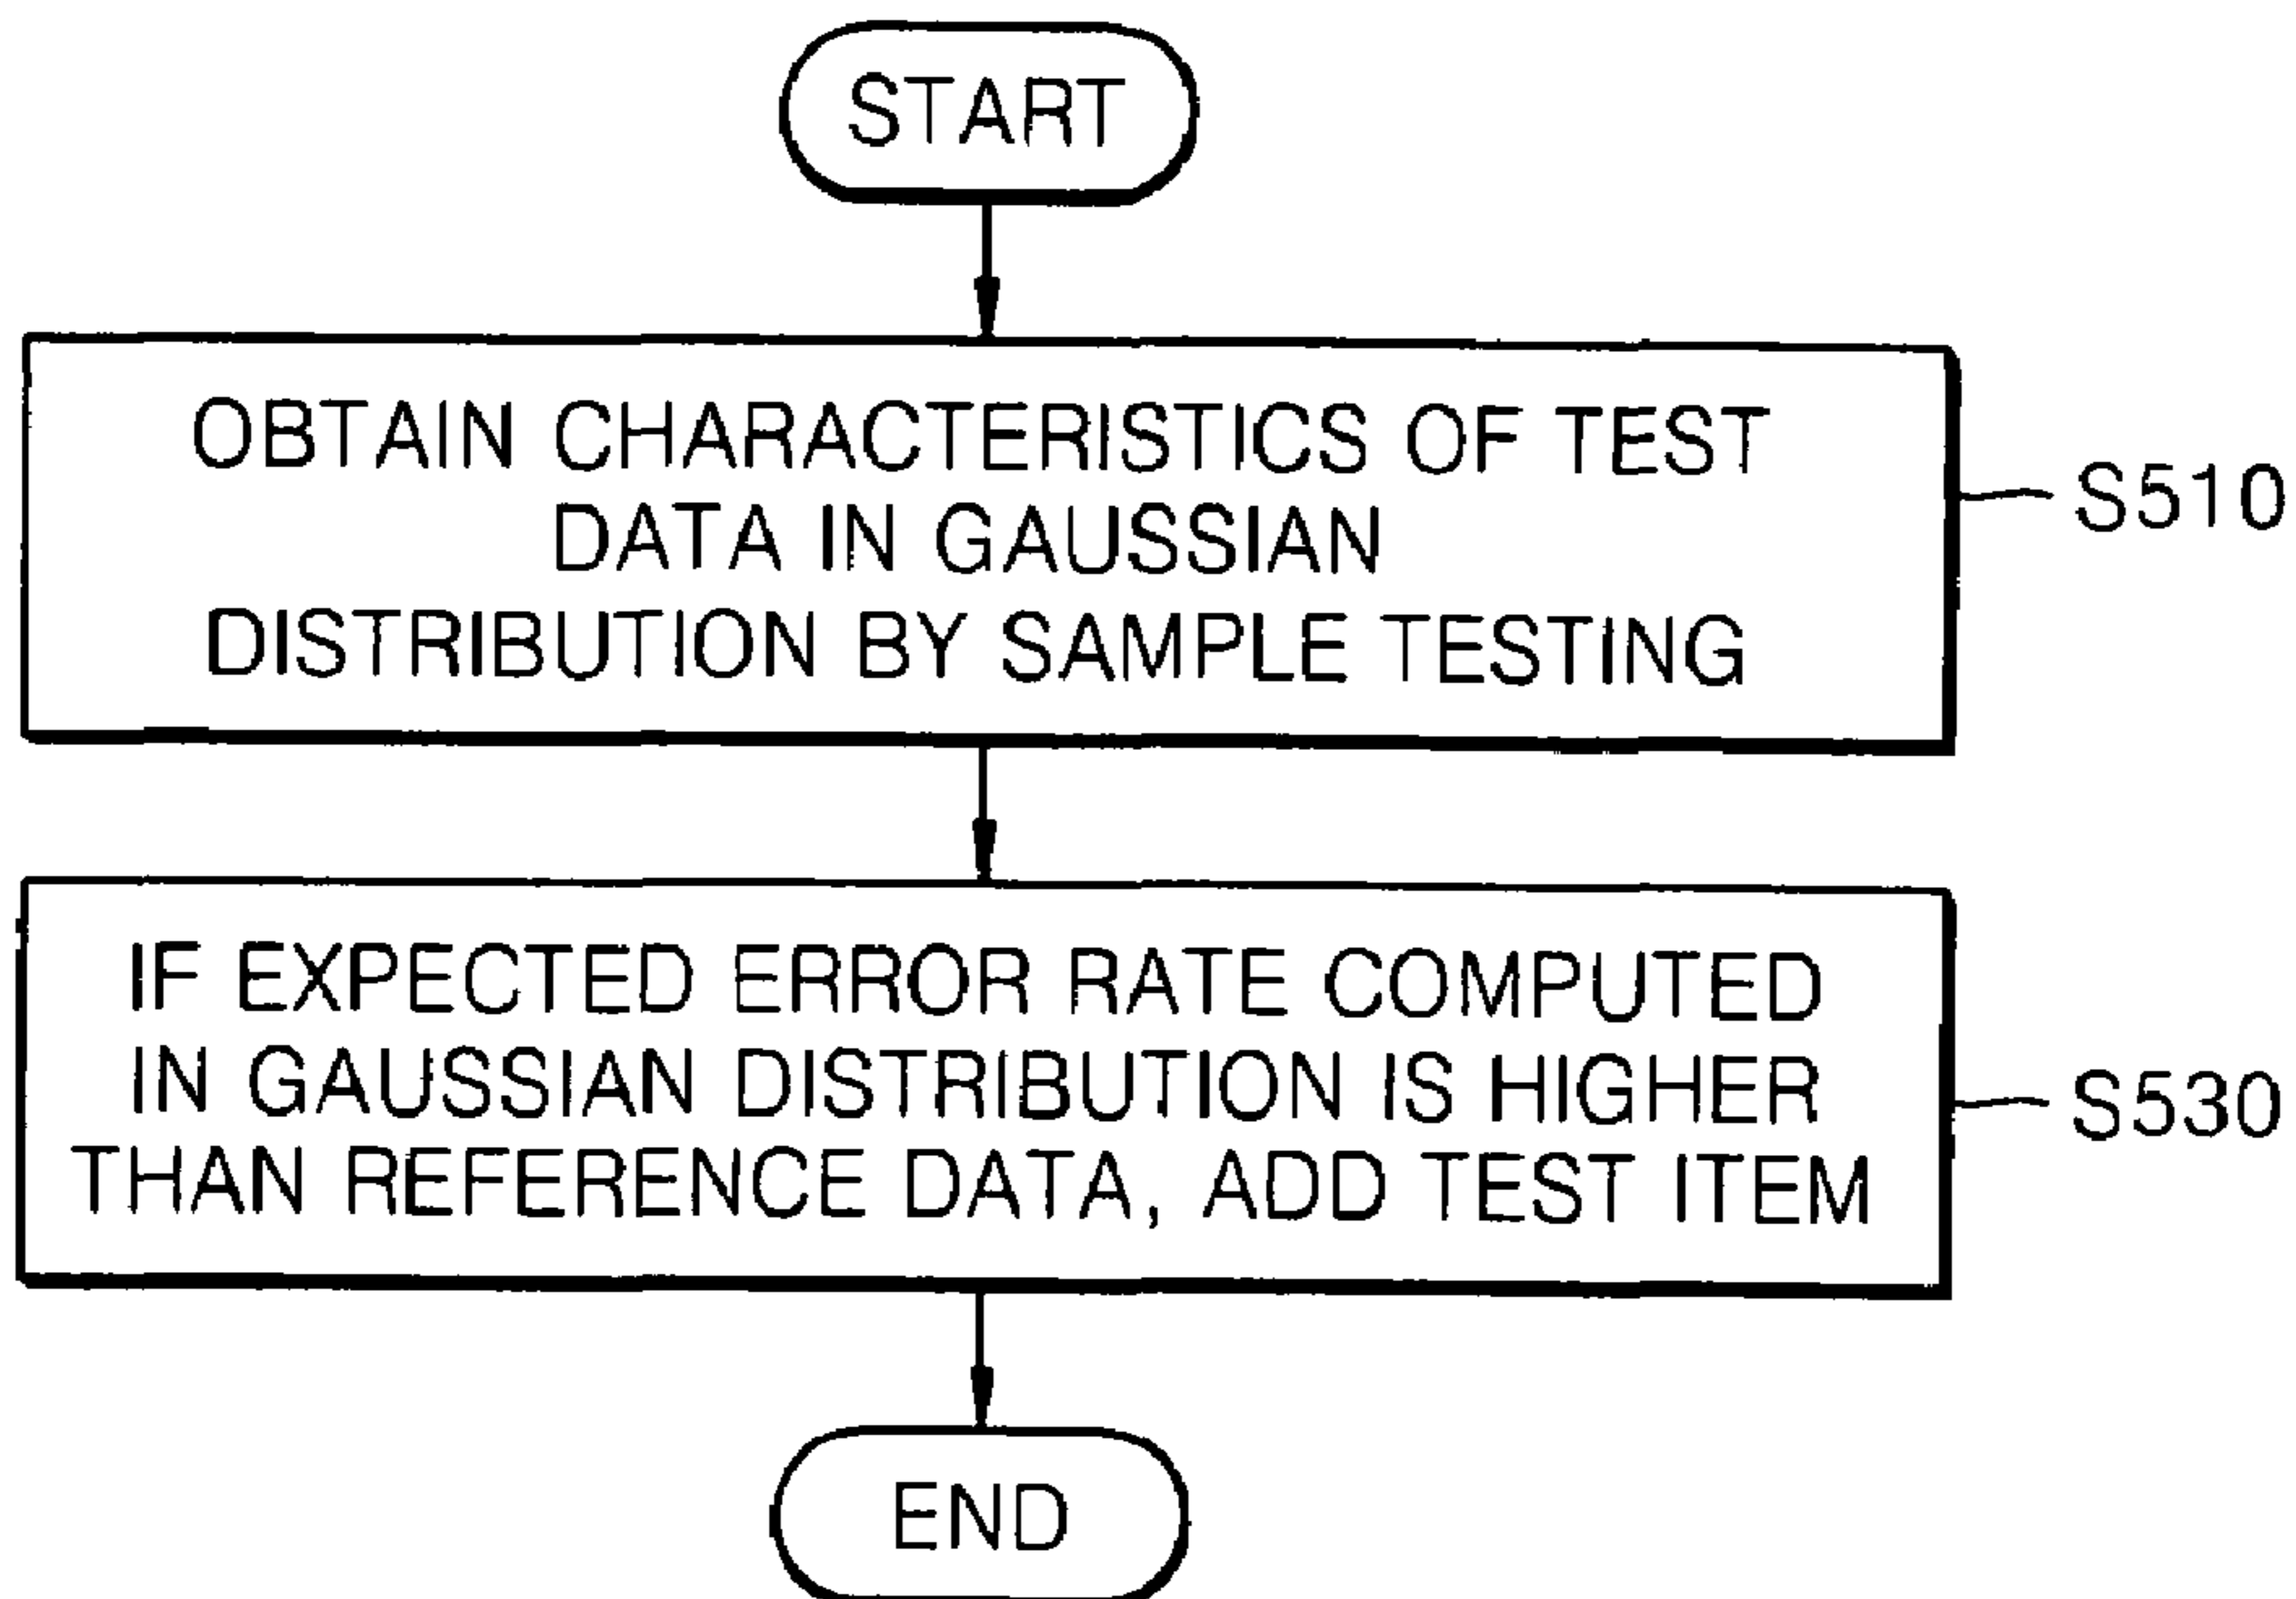 START
OBTAIN CHARACTERISTICS OF TEST
DATA IN GAUSSIAN
DISTRIBUTION BY SAMPLE TESTING
S510
IF EXPECTED ERROR RATE COMPUTED
IN GAUSSIAN DISTRIBUTION IS HIGHER
THAN REFERENCE DATA, ADD TEST ITEM
S530
END